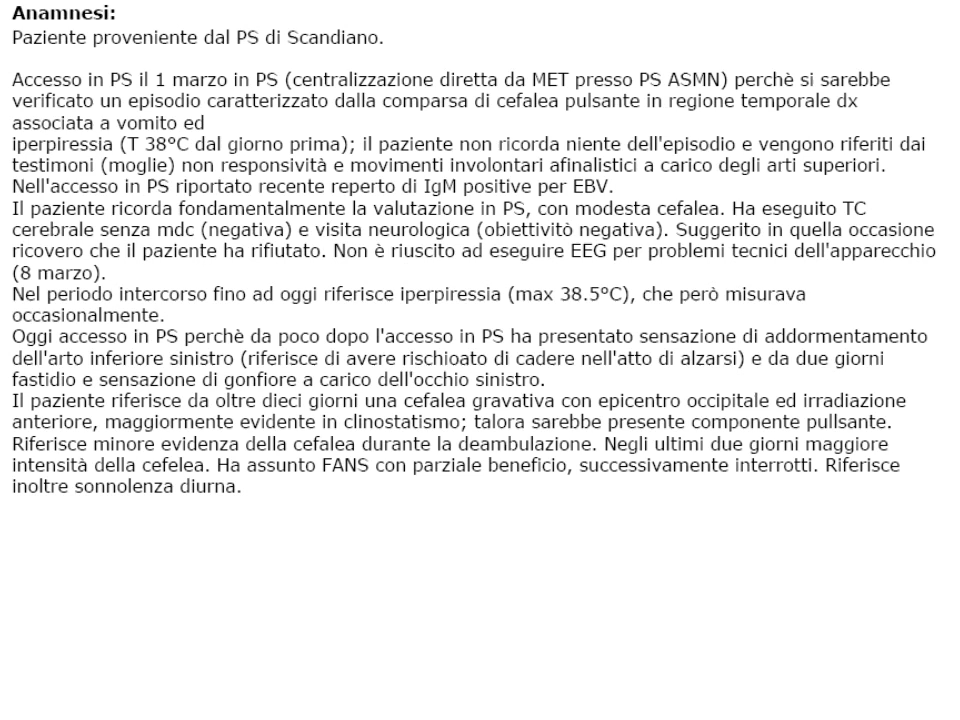 Anamnesi:
Paziente proveniente dal PS di Scandiano.
Accesso in PS il 1 marzo in PS (centralizzazione diretta da MET presso PS ASMN) perchè si sarebbe
verificato un episodio caratterizzato dalla comparsa di cefalea pulsante in regione temporale dx
associata a vomito ed
iperpiressia (T 38°C dal giorno prima); il paziente non ricorda niente dell'episodio e vengono riferiti dai
testimoni (moglie) non responsività e movimenti involontari afinalistici a carico degli arti superiori.
Nell'accesso in PS riportato recente reperto di IgM positive per EBV.
Il paziente ricorda fondamentalmente la valutazione in PS, con modesta cefalea. Ha eseguito TC
cerebrale senza mdc (negativa) e visita neurologica (obiettivitò negativa). Suggerito in quella occasione
ricovero che il paziente ha rifiutato. Non è riuscito ad eseguire EEG per problemi tecnici dell'apparecchio
(8 marzo).
Nel periodo intercorso fino ad oggi riferisce iperpiressia (max 38.5°C), che però misurava
occasionalmente.
Oggi accesso in PS perchè da poco dopo l'accesso in PS ha presentato sensazione di addormentamento
dell'arto inferiore sinistro (riferisce di avere rischioato di cadere nell'atto di alzarsi) e da due giorni
fastidio e sensazione di gonfiore a carico dell'occhio sinistro.
Il paziente riferisce da oltre dieci giorni una cefalea gravativa con epicentro occipitale ed irradiazione
anteriore, maggiormente evidente in clinostatismo; talora sarebbe presente componente pullsante.
Riferisce minore evidenza della cefalea durante la deambulazione. Negli ultimi due giorni maggiore
intensità della cefelea. Ha assunto FANS con parziale beneficio, successivamente interrotti. Riferisce
inoltre sonnolenza diurna.